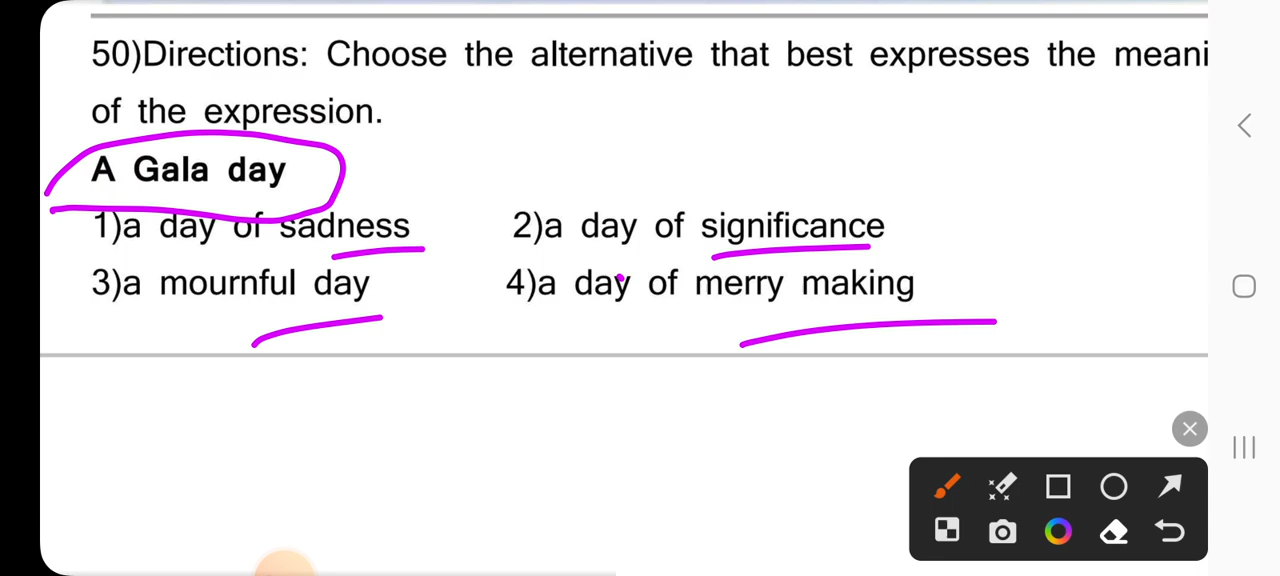 50)Directions: Choose the alternative that best expresses the meani
of the expression.
A Gala day
1)a day of sadness 2)a day of significance
3)a mournful day 4)a day of merry making